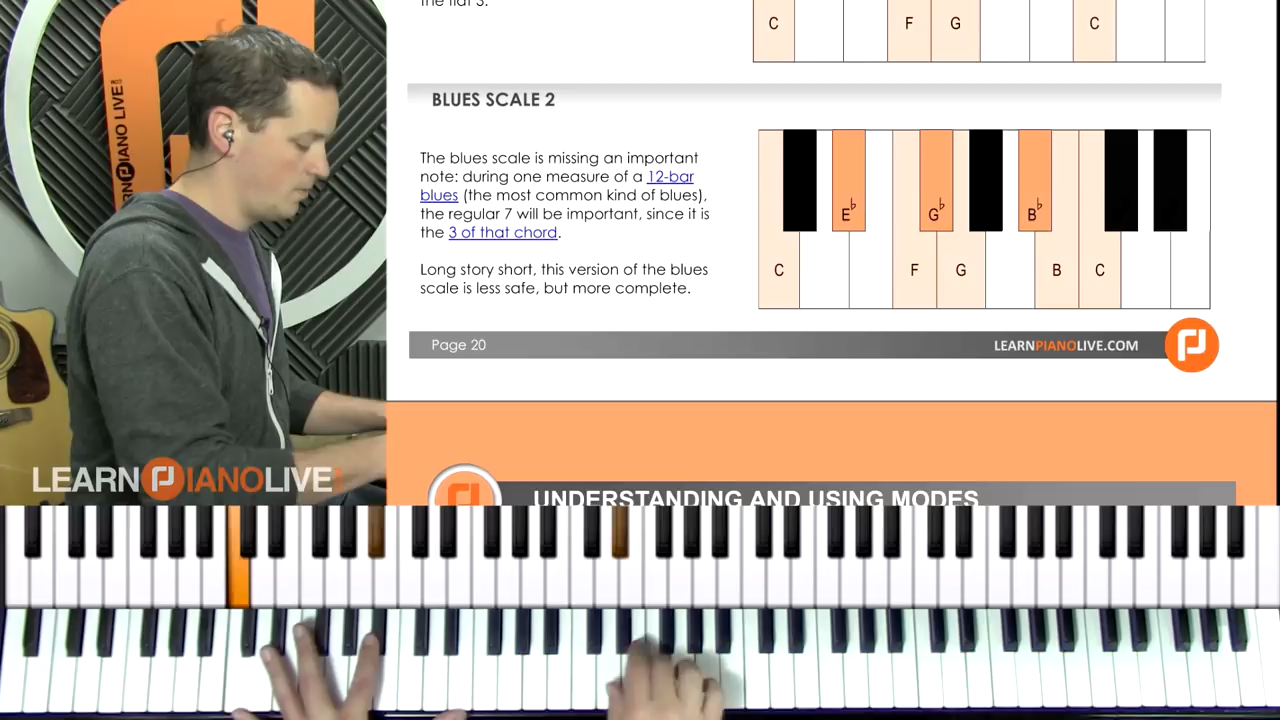 the flat 3.
C F G C
BLUES SCALE 2
The blues scale is missing an important
note: during one measure of a 12-bar
blues (the most common kind of blues),
the regular 7 will be important, since it is
the 3 of that chord.
Long story short, this version of the blues
scale is less safe, but more complete.
E♭ G♭ B♭
C F G B C
Page 20
LEARNPIANOLIVE.COM
UNDERSTANDING AND USING MODES
PIANO LIVE
LEARNPIANOLIVE